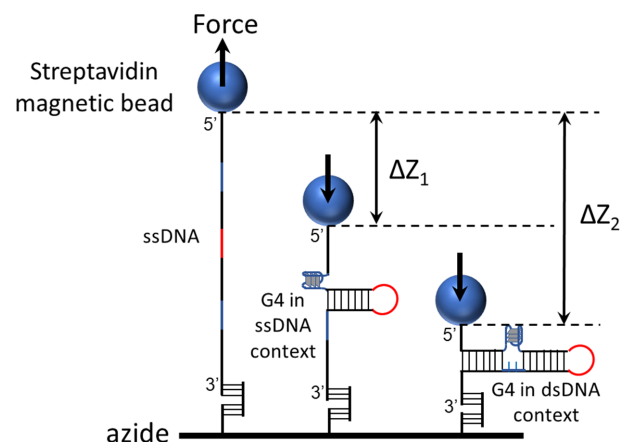 Force
Streptavidin
magnetic bead
5’
ΔZ₁
5’
ΔZ₂
ssDNA
G4 in
ssDNA
context
5’
3’
3’
3’
G4 in dsDNA
context
azide